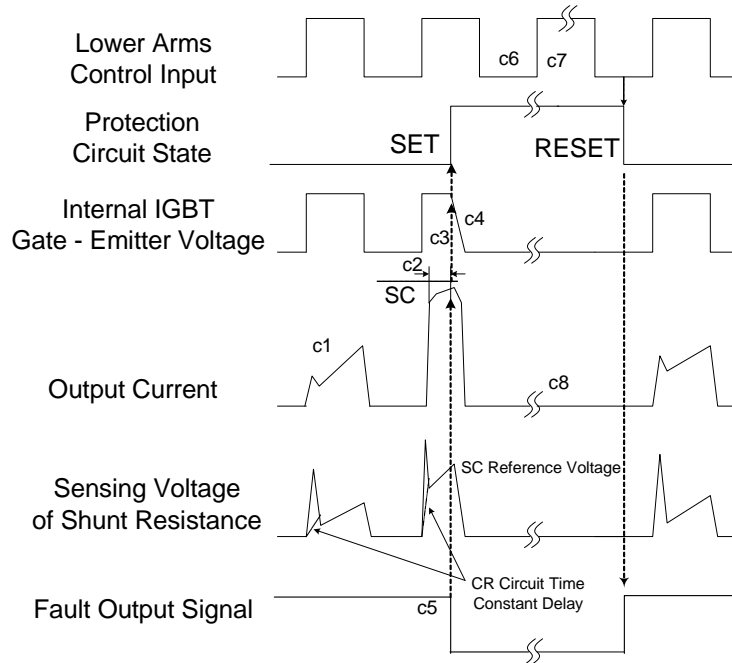 Lower Arms
Control Input
c6
c7
Protection
Circuit State
SET
RESET
Internal IGBT
Gate - Emitter Voltage
c4
c3
c2
SC
c1
Output Current
c8
SC Reference Voltage
Sensing Voltage
of Shunt Resistance
CR Circuit Time
Constant Delay
Fault Output Signal
c5